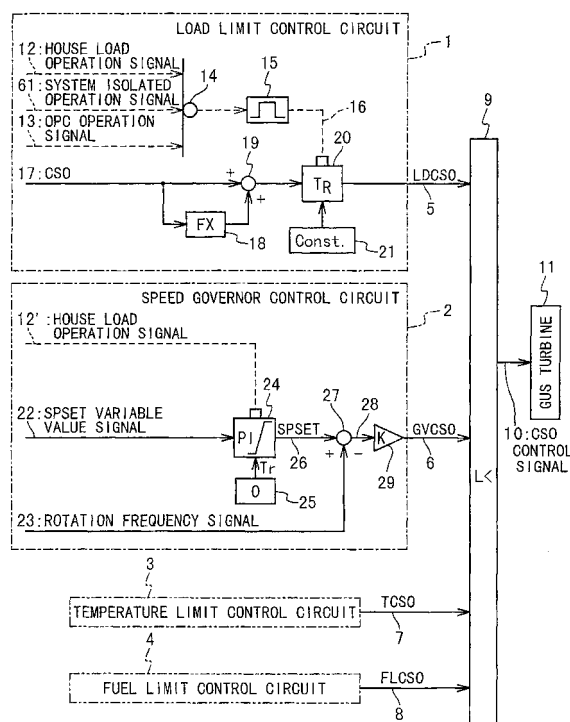 LOAD LIMIT CONTROL CIRCUIT
12:HOUSE LOAD
OPERATION SIGNAL
61:SYSTEM ISOLATED
OPERATION SIGNAL
13:OPC OPERATION
SIGNAL
14
15
16
1
17:CSO
+
+
19
20
TR
FX
18
Const.
21
LDCSO
5
9
SPEED GOVERNOR CONTROL CIRCUIT
12':HOUSE LOAD
OPERATION SIGNAL
2
22:SPSET VARIABLE
VALUE SIGNAL
24
PI
Tr
0
25
SPSET
26
27
+
-
28
K
29
GVCSO
6
23:ROTATION FREQUENCY SIGNAL
L<
11
GUS TURBINE
10:CSO
CONTROL
SIGNAL
3
TEMPERATURE LIMIT CONTROL CIRCUIT
TCSO
7
4
FUEL LIMIT CONTROL CIRCUIT
FLCSO
8